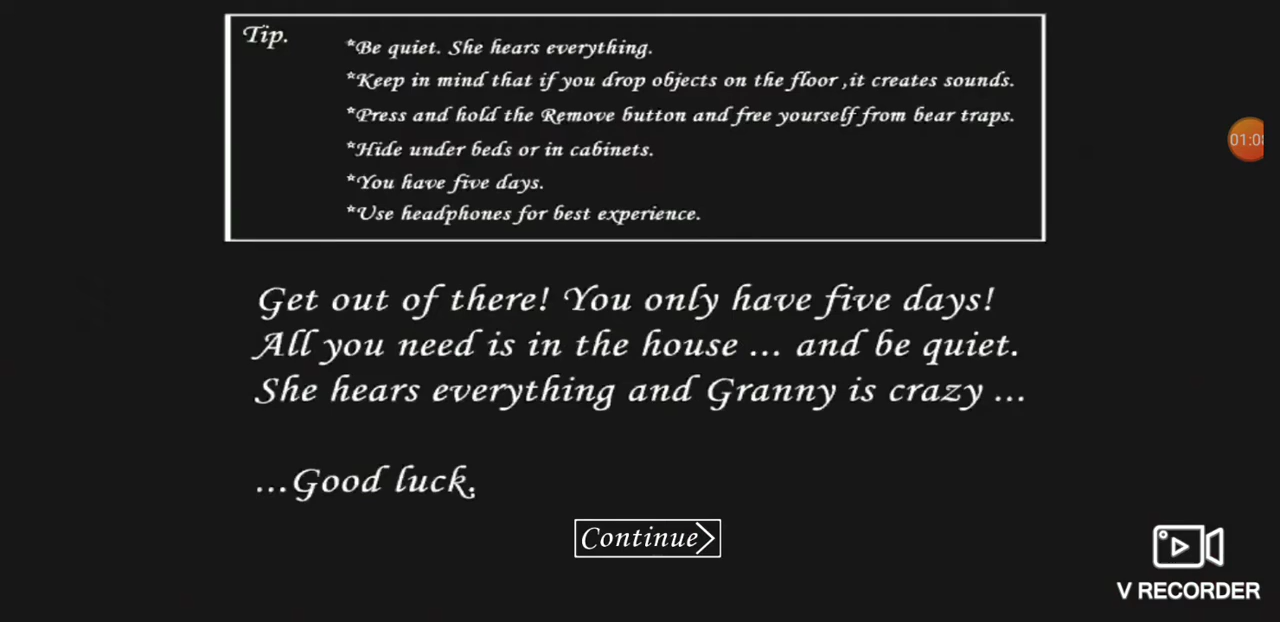 Tip.
*Be quiet. She hears everything.
*Keep in mind that if you drop objects on the floor ,it creates sounds.
*Press and hold the Remove button and free yourself from bear traps.
*Hide under beds or in cabinets.
*You have five days.
*Use headphones for best experience.
Get out of there! You only have five days!
All you need is in the house ... and be quiet.
She hears everything and Granny is crazy ...
...Good luck.
Continue
V RECORDER